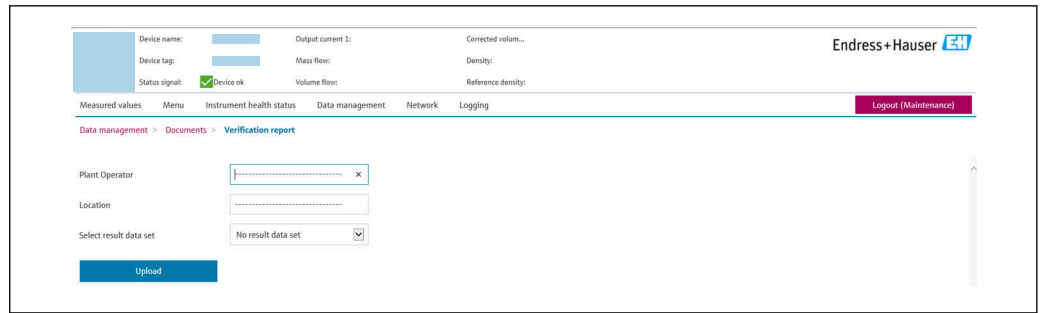 Device name: Output current 1: Corrected volum...
Endress+Hauser EH
Device tag: Mass flow: Density:
Status signal: Device ok Volume flow: Reference density:
Measured values Menu Instrument health status Data management Network Logging Logout (Maintenance)
Data management > Documents > Verification report
Plant Operator -------------------------------- ×
Location --------------------------------
Select result data set No result data set
Upload